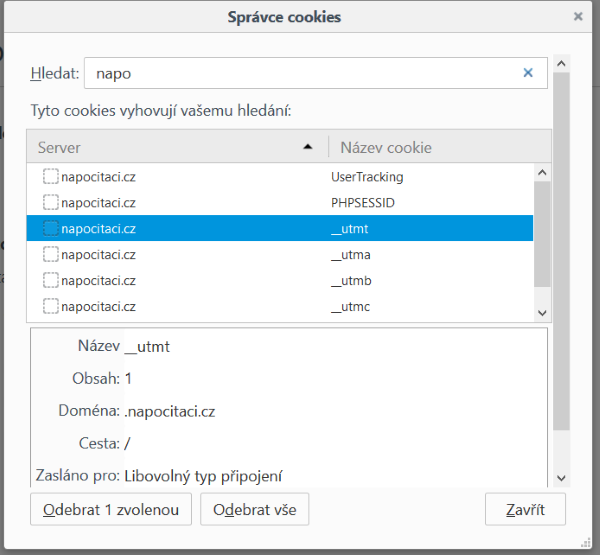 Správce cookies
Hledat: napo
Tyto cookies vyhovují vašemu hledání:
Server Název cookie
napocitaci.cz UserTracking
napocitaci.cz PHPSESSID
napocitaci.cz __utmt
napocitaci.cz __utma
napocitaci.cz __utmb
napocitaci.cz __utmc
Název __utmt
Obsah: 1
Doména: .napocitaci.cz
Cesta: /
Zasláno pro: Libovolný typ připojení
Odebrat 1 zvolenou Odebrat vše Zavřít